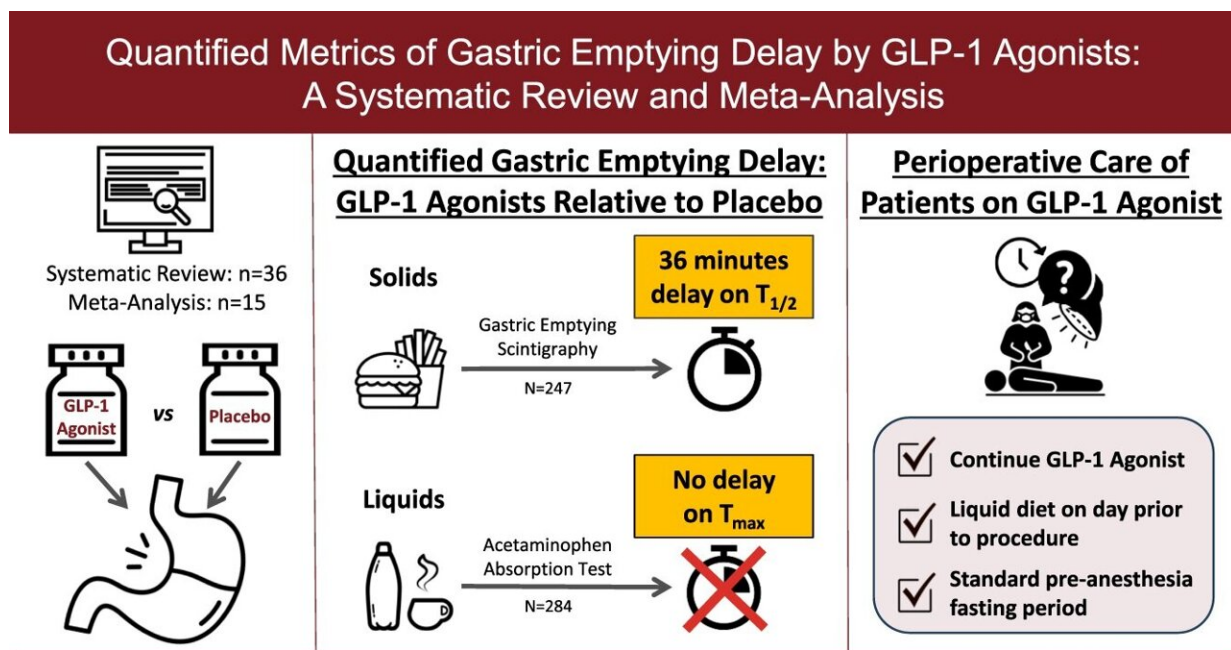 Quantified Metrics of Gastric Emptying Delay by GLP-1 Agonists:
A Systematic Review and Meta-Analysis
Systematic Review: n=36
Meta-Analysis: n=15
GLP-1
Agonist
vs
Placebo
Quantified Gastric Emptying Delay:
GLP-1 Agonists Relative to Placebo
Solids
Gastric Emptying
Scintigraphy
N=247
36 minutes
delay on T1/2
Liquids
Acetaminophen
Absorption Test
N=284
No delay
on Tmax
Perioperative Care of
Patients on GLP-1 Agonist
?
Continue GLP-1 Agonist
Liquid diet on day prior
to procedure
Standard pre-anesthesia
fasting period